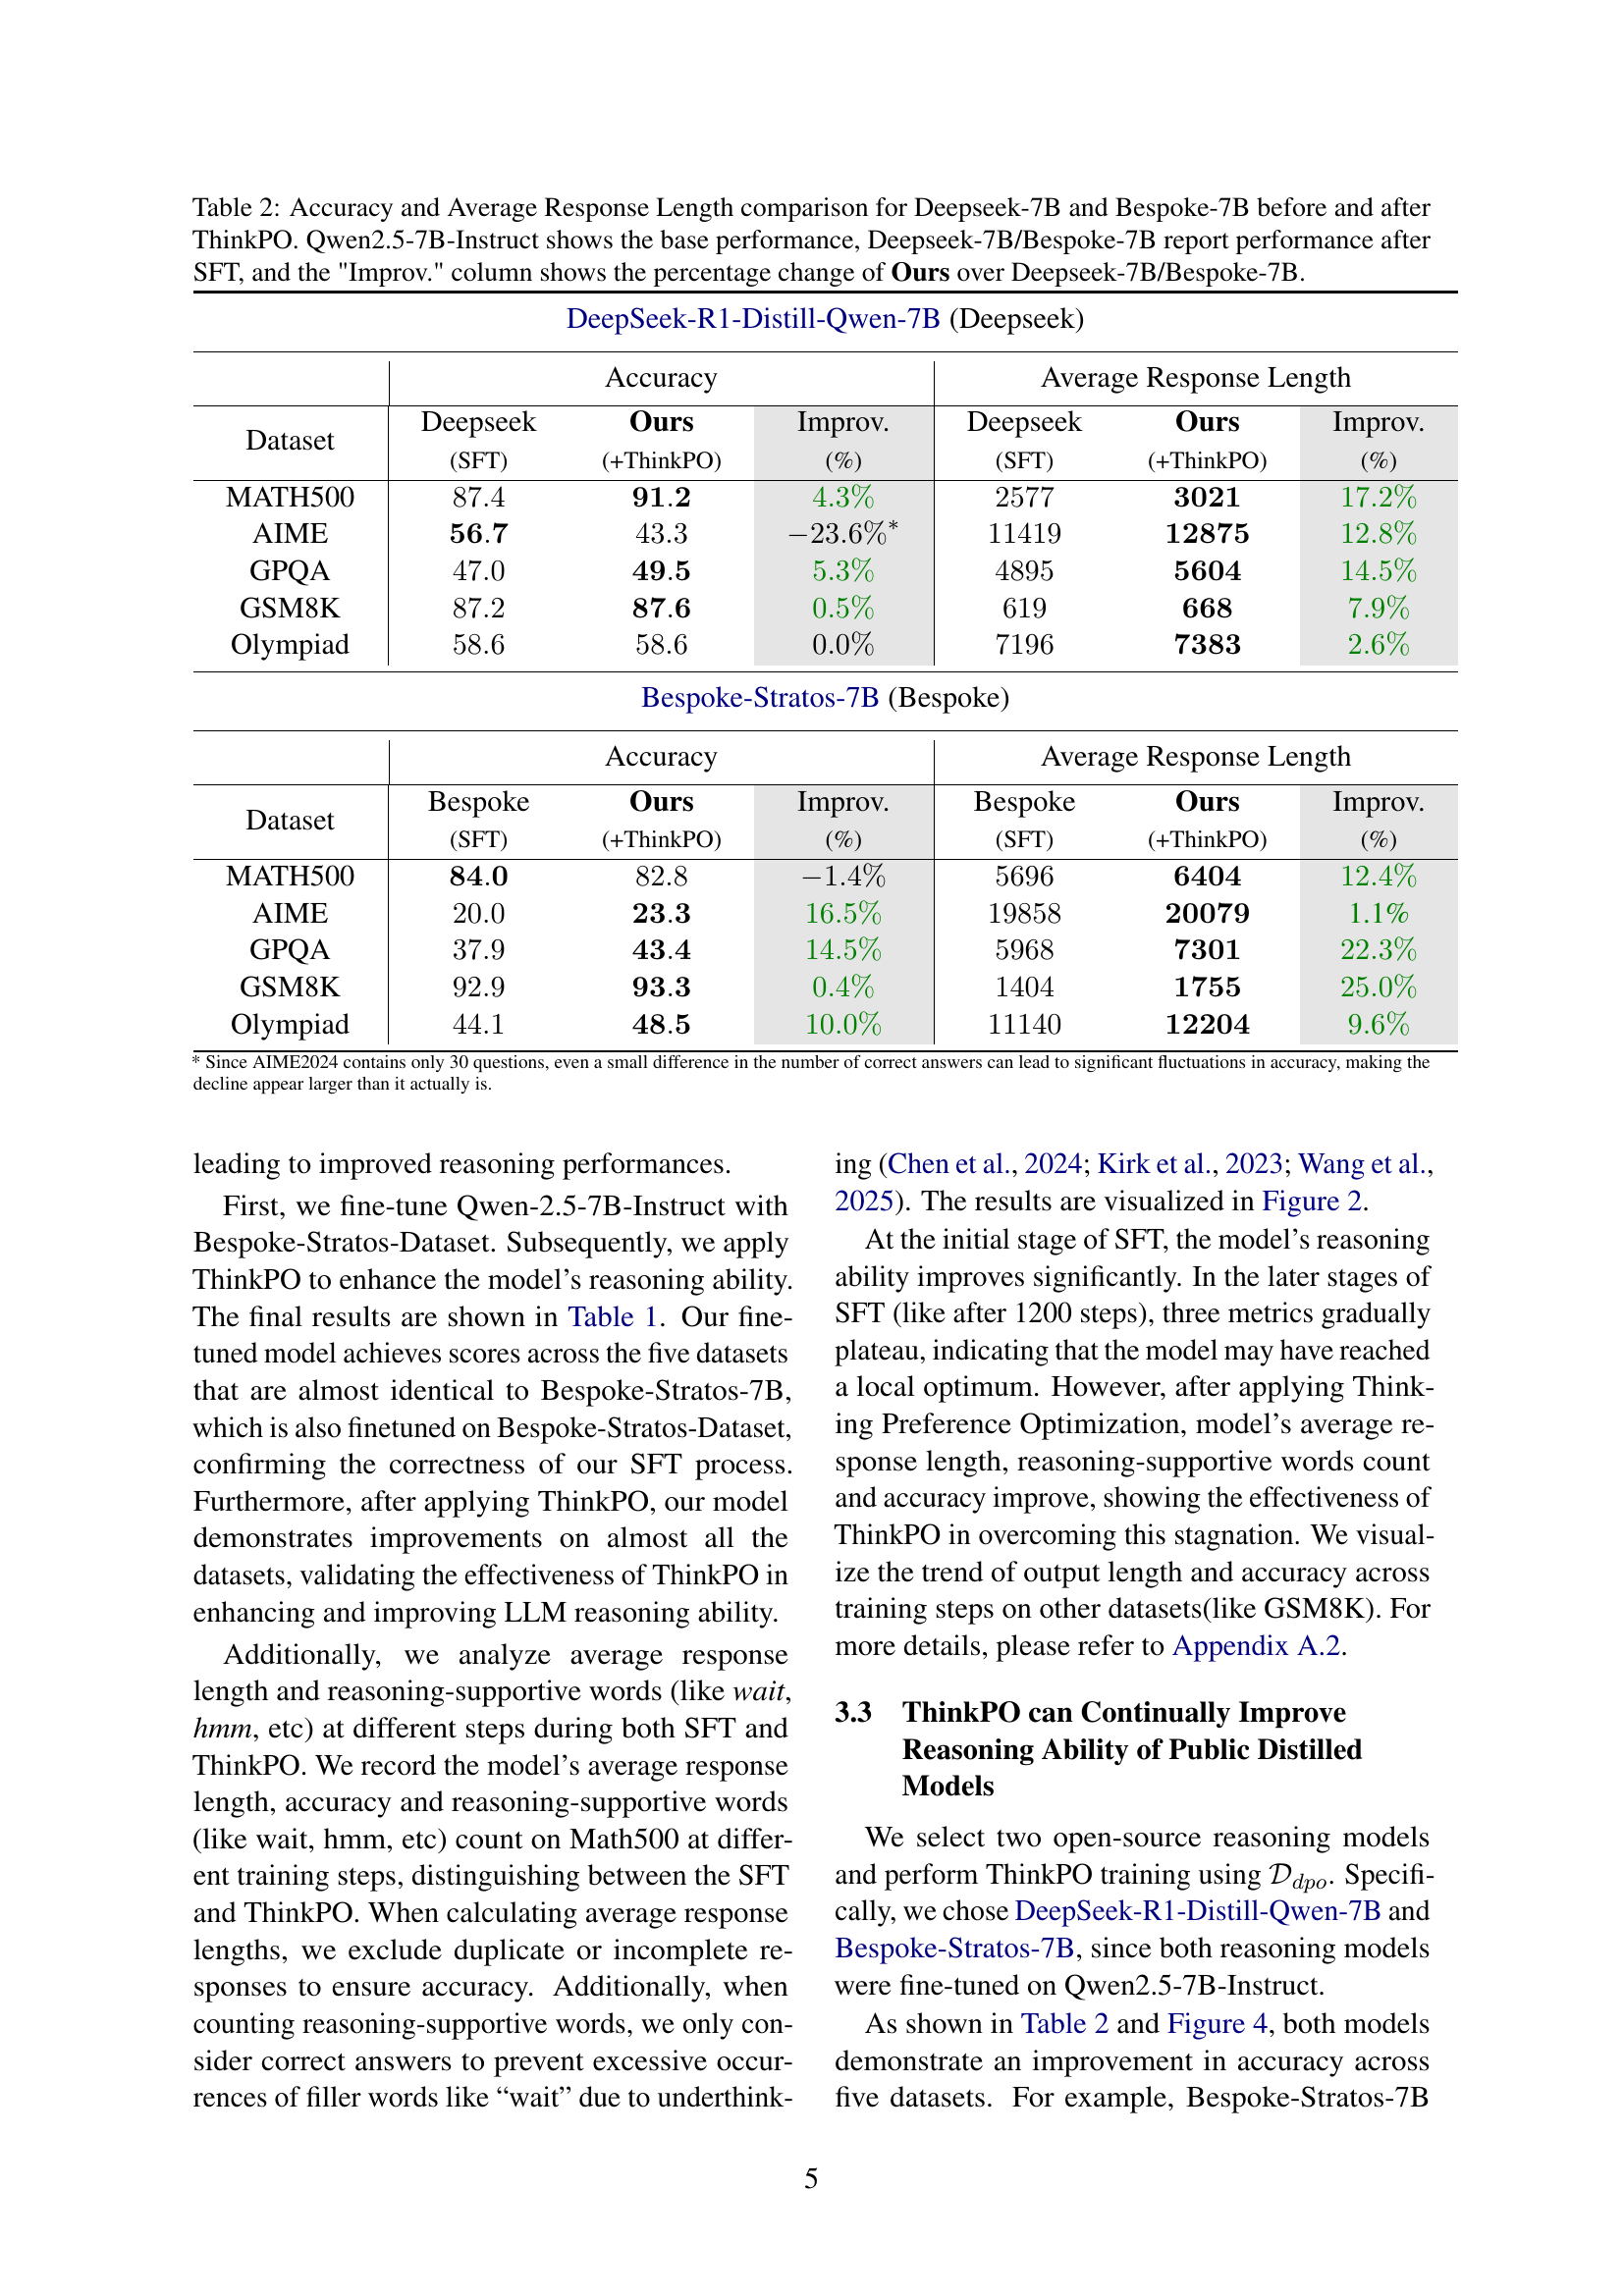 Table 2: Accuracy and Average Response Length comparison for Deepseek-7B and Bespoke-7B before and after
ThinkPO. Qwen2.5-7B-Instruct shows the base performance, Deepseek-7B/Bespoke-7B report performance after
SFT, and the "Improv." column shows the percentage change of Ours over Deepseek-7B/Bespoke-7B.
DeepSeek-R1-Distill-Qwen-7B (Deepseek)
Accuracy Average Response Length
Dataset Deepseek Ours Improv. Deepseek Ours Improv.
(SFT) (+ThinkPO) (%) (SFT) (+ThinkPO) (%)
MATH500 87.4 91.2 4.3% 2577 3021 17.2%
AIME 56.7 43.3 −23.6%* 11419 12875 12.8%
GPQA 47.0 49.5 5.3% 4895 5604 14.5%
GSM8K 87.2 87.6 0.5% 619 668 7.9%
Olympiad 58.6 58.6 0.0% 7196 7383 2.6%
Bespoke-Stratos-7B (Bespoke)
Accuracy Average Response Length
Dataset Bespoke Ours Improv. Bespoke Ours Improv.
(SFT) (+ThinkPO) (%) (SFT) (+ThinkPO) (%)
MATH500 84.0 82.8 −1.4% 5696 6404 12.4%
AIME 20.0 23.3 16.5% 19858 20079 1.1%
GPQA 37.9 43.4 14.5% 5968 7301 22.3%
GSM8K 92.9 93.3 0.4% 1404 1755 25.0%
Olympiad 44.1 48.5 10.0% 11140 12204 9.6%
* Since AIME2024 contains only 30 questions, even a small difference in the number of correct answers can lead to significant fluctuations in accuracy, making the
decline appear larger than it actually is.
leading to improved reasoning performances.
First, we fine-tune Qwen-2.5-7B-Instruct with
Bespoke-Stratos-Dataset. Subsequently, we apply
ThinkPO to enhance the model's reasoning ability.
The final results are shown in Table 1. Our fine-
tuned model achieves scores across the five datasets
that are almost identical to Bespoke-Stratos-7B,
which is also finetuned on Bespoke-Stratos-Dataset,
confirming the correctness of our SFT process.
Furthermore, after applying ThinkPO, our model
demonstrates improvements on almost all the
datasets, validating the effectiveness of ThinkPO in
enhancing and improving LLM reasoning ability.
Additionally, we analyze average response
length and reasoning-supportive words (like wait,
hmm, etc) at different steps during both SFT and
ThinkPO. We record the model's average response
length, accuracy and reasoning-supportive words
(like wait, hmm, etc) count on Math500 at differ-
ent training steps, distinguishing between the SFT
and ThinkPO. When calculating average response
lengths, we exclude duplicate or incomplete re-
sponses to ensure accuracy. Additionally, when
counting reasoning-supportive words, we only con-
sider correct answers to prevent excessive occur-
rences of filler words like “wait” due to underthink-
ing (Chen et al., 2024; Kirk et al., 2023; Wang et al.,
2025). The results are visualized in Figure 2.
At the initial stage of SFT, the model's reasoning
ability improves significantly. In the later stages of
SFT (like after 1200 steps), three metrics gradually
plateau, indicating that the model may have reached
a local optimum. However, after applying Think-
ing Preference Optimization, model's average re-
sponse length, reasoning-supportive words count
and accuracy improve, showing the effectiveness of
ThinkPO in overcoming this stagnation. We visual-
ize the trend of output length and accuracy across
training steps on other datasets(like GSM8K). For
more details, please refer to Appendix A.2.
3.3 ThinkPO can Continually Improve
Reasoning Ability of Public Distilled
Models
We select two open-source reasoning models
and perform ThinkPO training using 𝒟dpo. Specifi-
cally, we chose DeepSeek-R1-Distill-Qwen-7B and
Bespoke-Stratos-7B, since both reasoning models
were fine-tuned on Qwen2.5-7B-Instruct.
As shown in Table 2 and Figure 4, both models
demonstrate an improvement in accuracy across
five datasets. For example, Bespoke-Stratos-7B
5